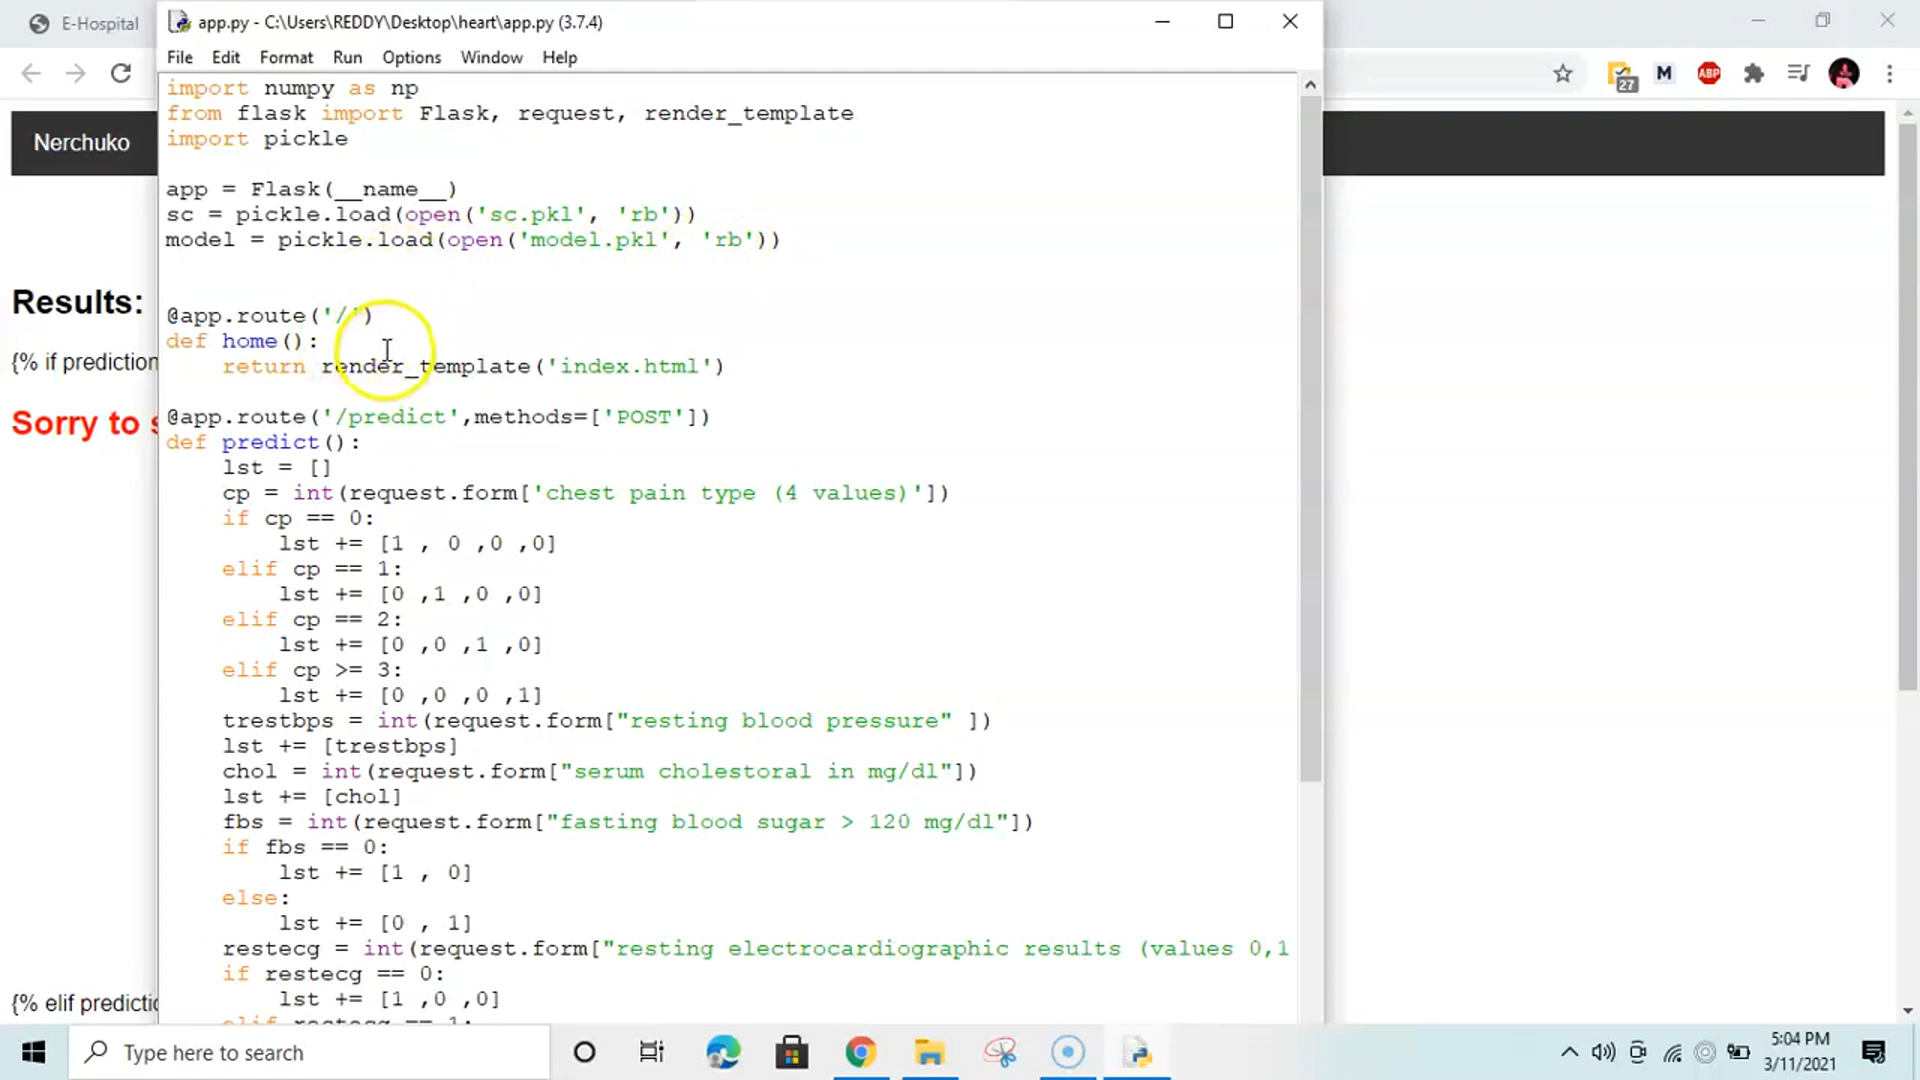 E-Hospital
app.py - C:\Users\REDDY\Desktop\heart\app.py (3.7.4)
File Edit Format Run Options Window Help
27
M
ABP
Nerchuko
import numpy as np
from flask import Flask, request, render_template
import pickle
app = Flask(__name__)
sc = pickle.load(open('sc.pkl', 'rb'))
model = pickle.load(open('model.pkl', 'rb'))
@app.route('/')
def home():
    return render_template('index.html')
@app.route('/predict',methods=['POST'])
def predict():
    lst = []
    cp = int(request.form['chest pain type (4 values)'])
    if cp == 0:
        lst += [1 , 0 ,0 ,0]
    elif cp == 1:
        lst += [0 ,1 ,0 ,0]
    elif cp == 2:
        lst += [0 ,0 ,1 ,0]
    elif cp >= 3:
        lst += [0 ,0 ,0 ,1]
    trestbps = int(request.form["resting blood pressure" ])
    lst += [trestbps]
    chol = int(request.form["serum cholestoral in mg/dl"])
    lst += [chol]
    fbs = int(request.form["fasting blood sugar > 120 mg/dl"])
    if fbs == 0:
        lst += [1 , 0]
    else:
        lst += [0 , 1]
    restecg = int(request.form["resting electrocardiographic results (values 0,1
    if restecg == 0:
        lst += [1 ,0 ,0]
    elif restecg == 1:
Results:
{% if prediction
Sorry to s
{% elif predictio
Type here to search
5:04 PM
3/11/2021